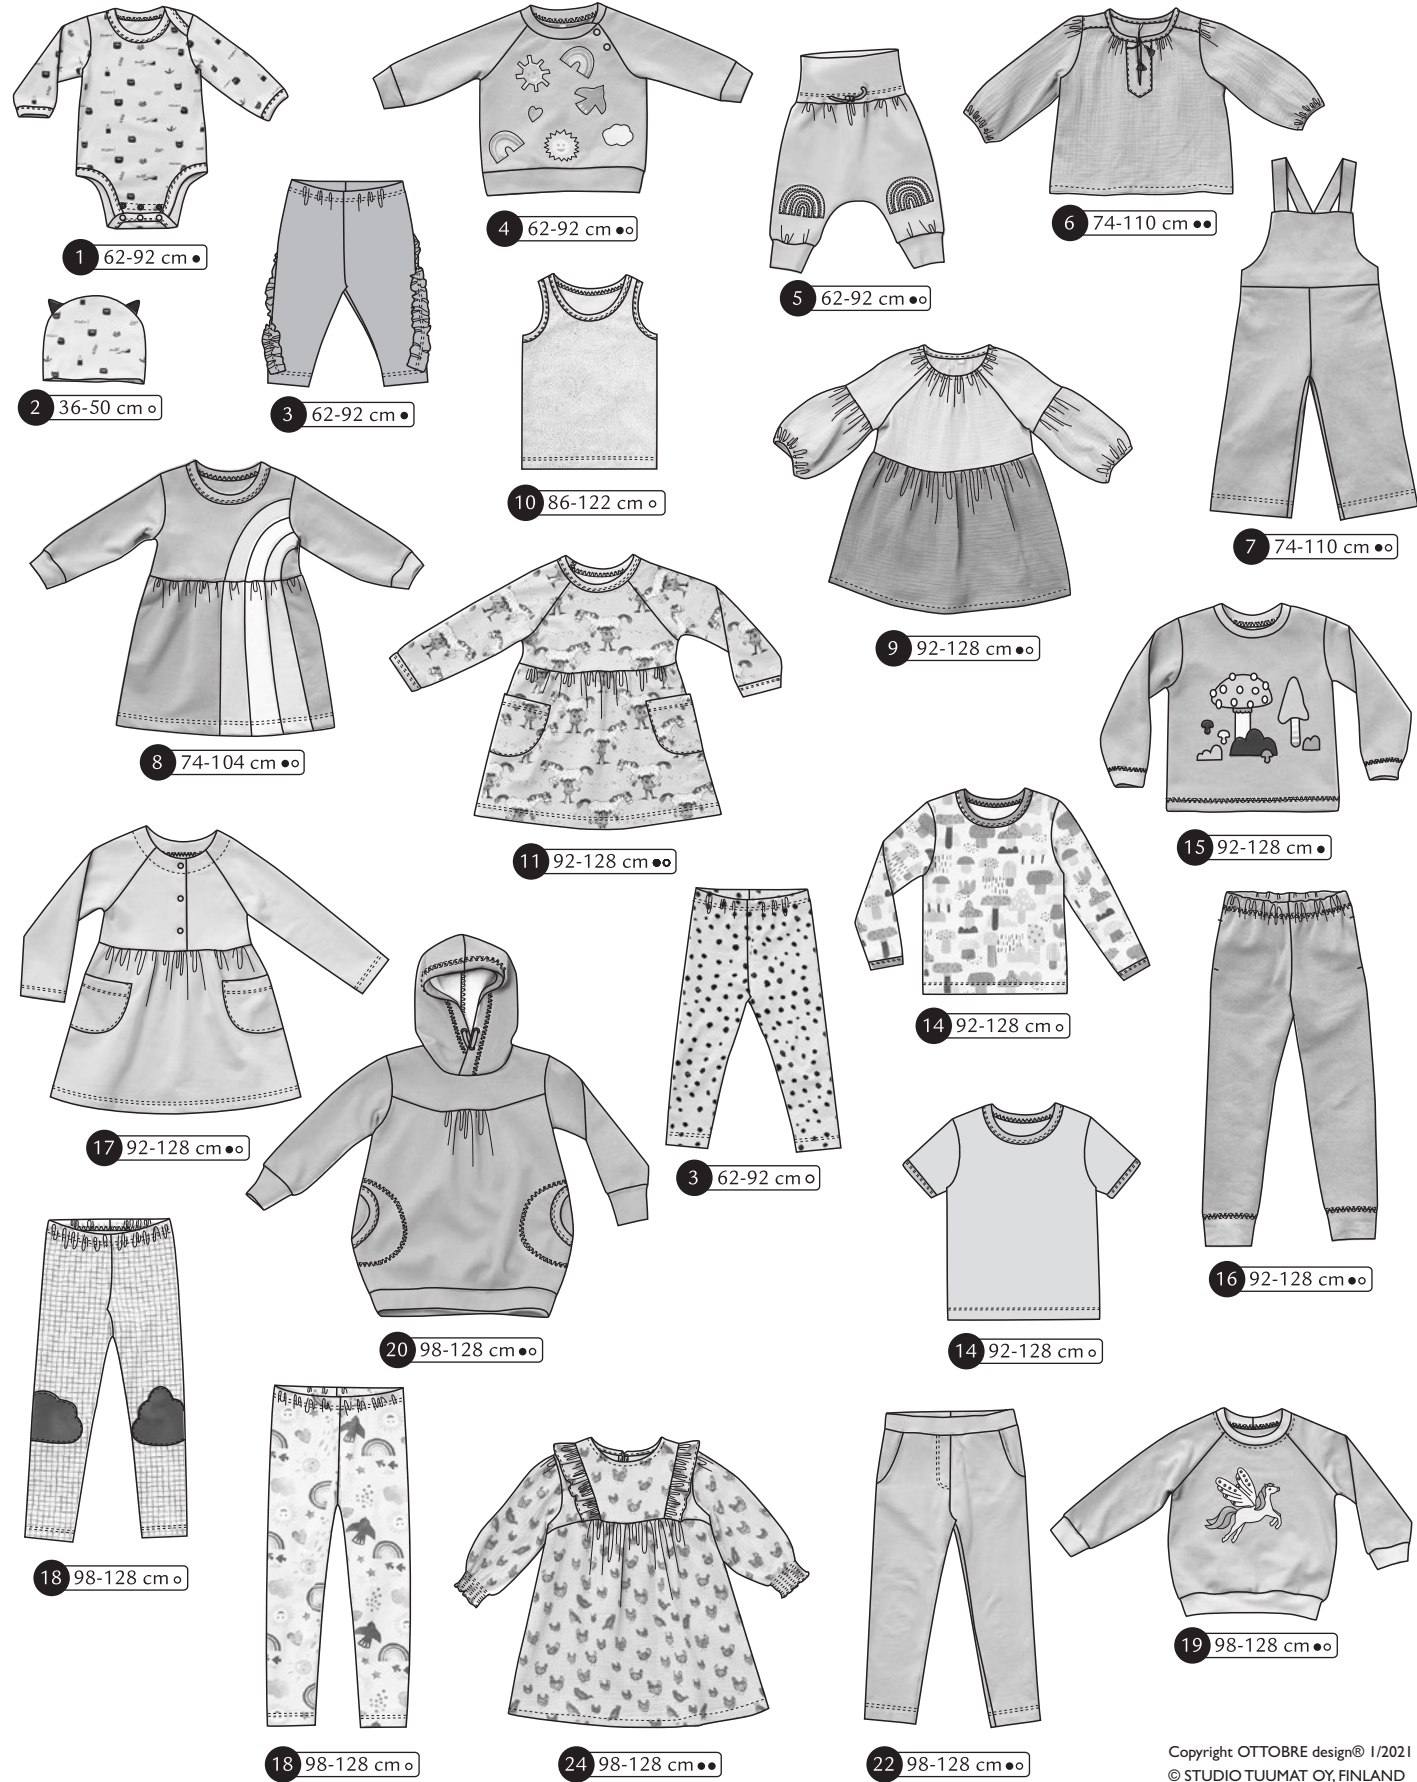 1 62-92 cm ●
4 62-92 cm ●○
6 74-110 cm ●●
5 62-92 cm ●○
2 36-50 cm ○
3 62-92 cm ●
10 86-122 cm ○
7 74-110 cm ●○
9 92-128 cm ●○
8 74-104 cm ●○
11 92-128 cm ●○
15 92-128 cm ●
14 92-128 cm ○
17 92-128 cm ●○
3 62-92 cm ○
16 92-128 cm ●○
20 98-128 cm ●○
14 92-128 cm ○
18 98-128 cm ○
19 98-128 cm ●○
18 98-128 cm ○
24 98-128 cm ●●
22 98-128 cm ●○
Copyright OTTOBRE design® 1/2021
© STUDIO TUUMAT OY, FINLAND